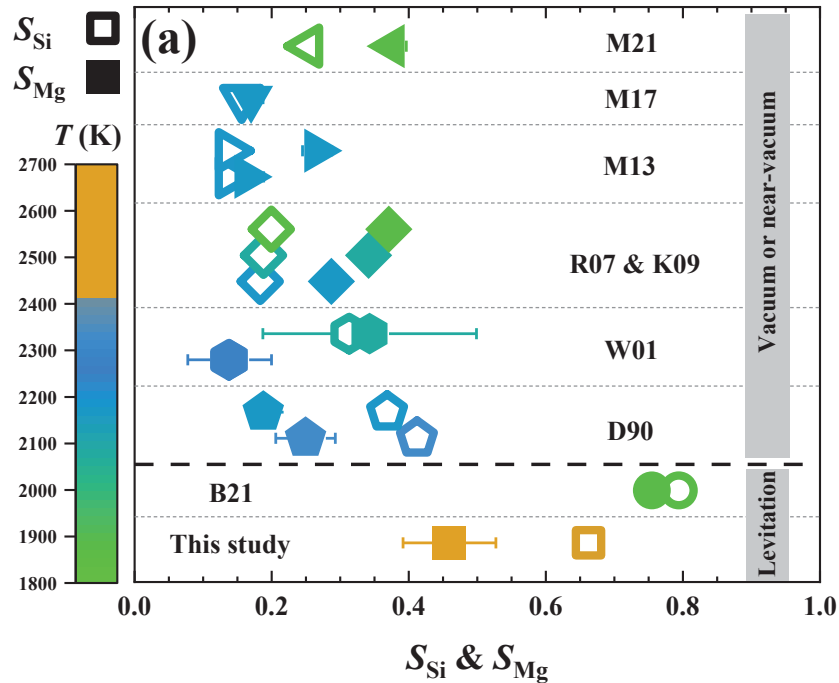 (a)
S_Si
S_Mg
T (K)
2700
2600
2500
2400
2300
2200
2100
2000
1900
1800
M21
M17
M13
R07 & K09
W01
D90
B21
This study
Vacuum or near-vacuum
Levitation
0.0 0.2 0.4 0.6 0.8 1.0
S_Si & S_Mg